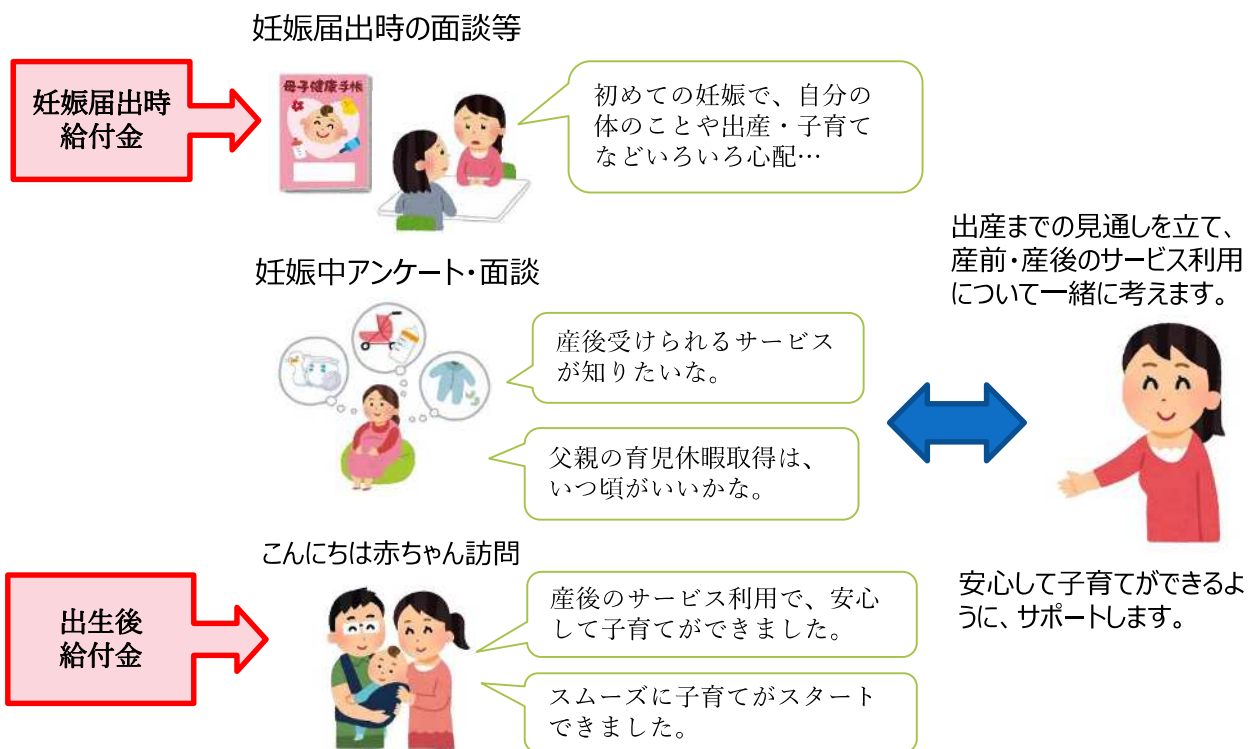 妊娠届出時の面談等
妊娠届出時
給付金
母子健康手帳
初めての妊娠で、自分の
体のことや出産・子育て
などいろいろ心配…
妊娠中アンケート・面談
産後受けられるサービス
が知りたいな。
父親の育児休暇取得は、
いつ頃がいいかな。
出産までの見通しを立て、
産前・産後のサービス利用
について一緒に考えます。
安心して子育てができるよ
うに、サポートします。
こんにちは赤ちゃん訪問
出生後
給付金
産後のサービス利用で、安心
して子育てができました。
スムーズに子育てがスタート
できました。